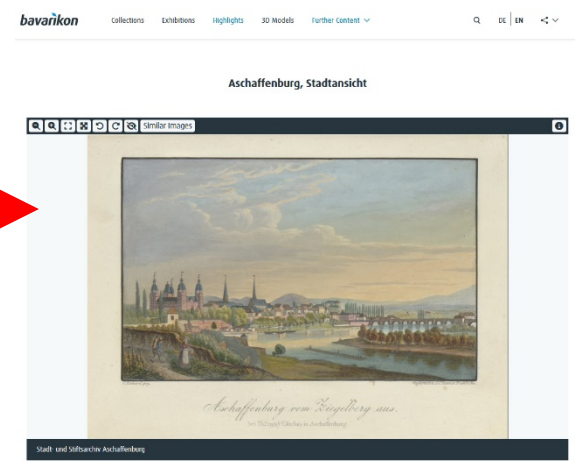 bavarikon Collections Exhibitions Highlights 3D Models Further Content DE EN
Aschaffenburg, Stadtansicht
Similar Images
Aschaffenburg vom Ziegelberg aus.
Stadt- und Stiftsarchiv Aschaffenburg